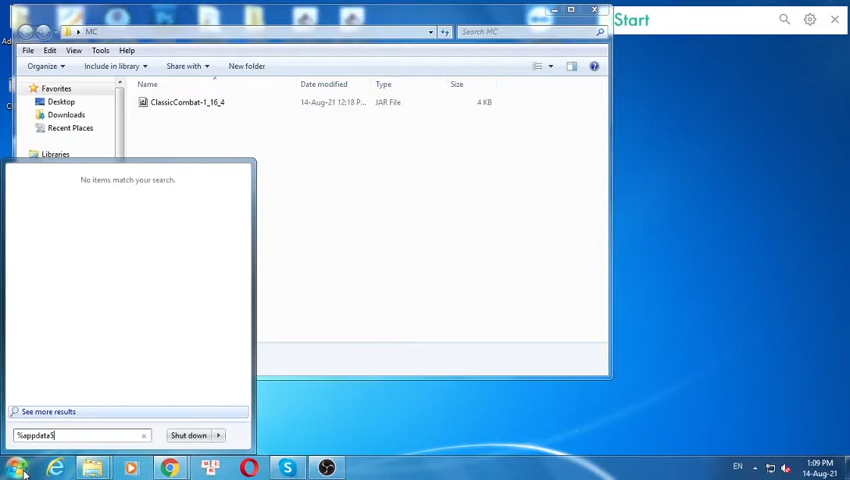 Start
MC
Search MC
File Edit View Tools Help
Organize Include in library Share with New folder
Favorites
Desktop
Downloads
Recent Places
Libraries
Name Date modified Type Size
ClassicCombat-1_16_4 14-Aug-21 12:18 P... JAR File 4 KB
No items match your search.
See more results
%appdata$
Shut down
EN
1:09 PM
14-Aug-21